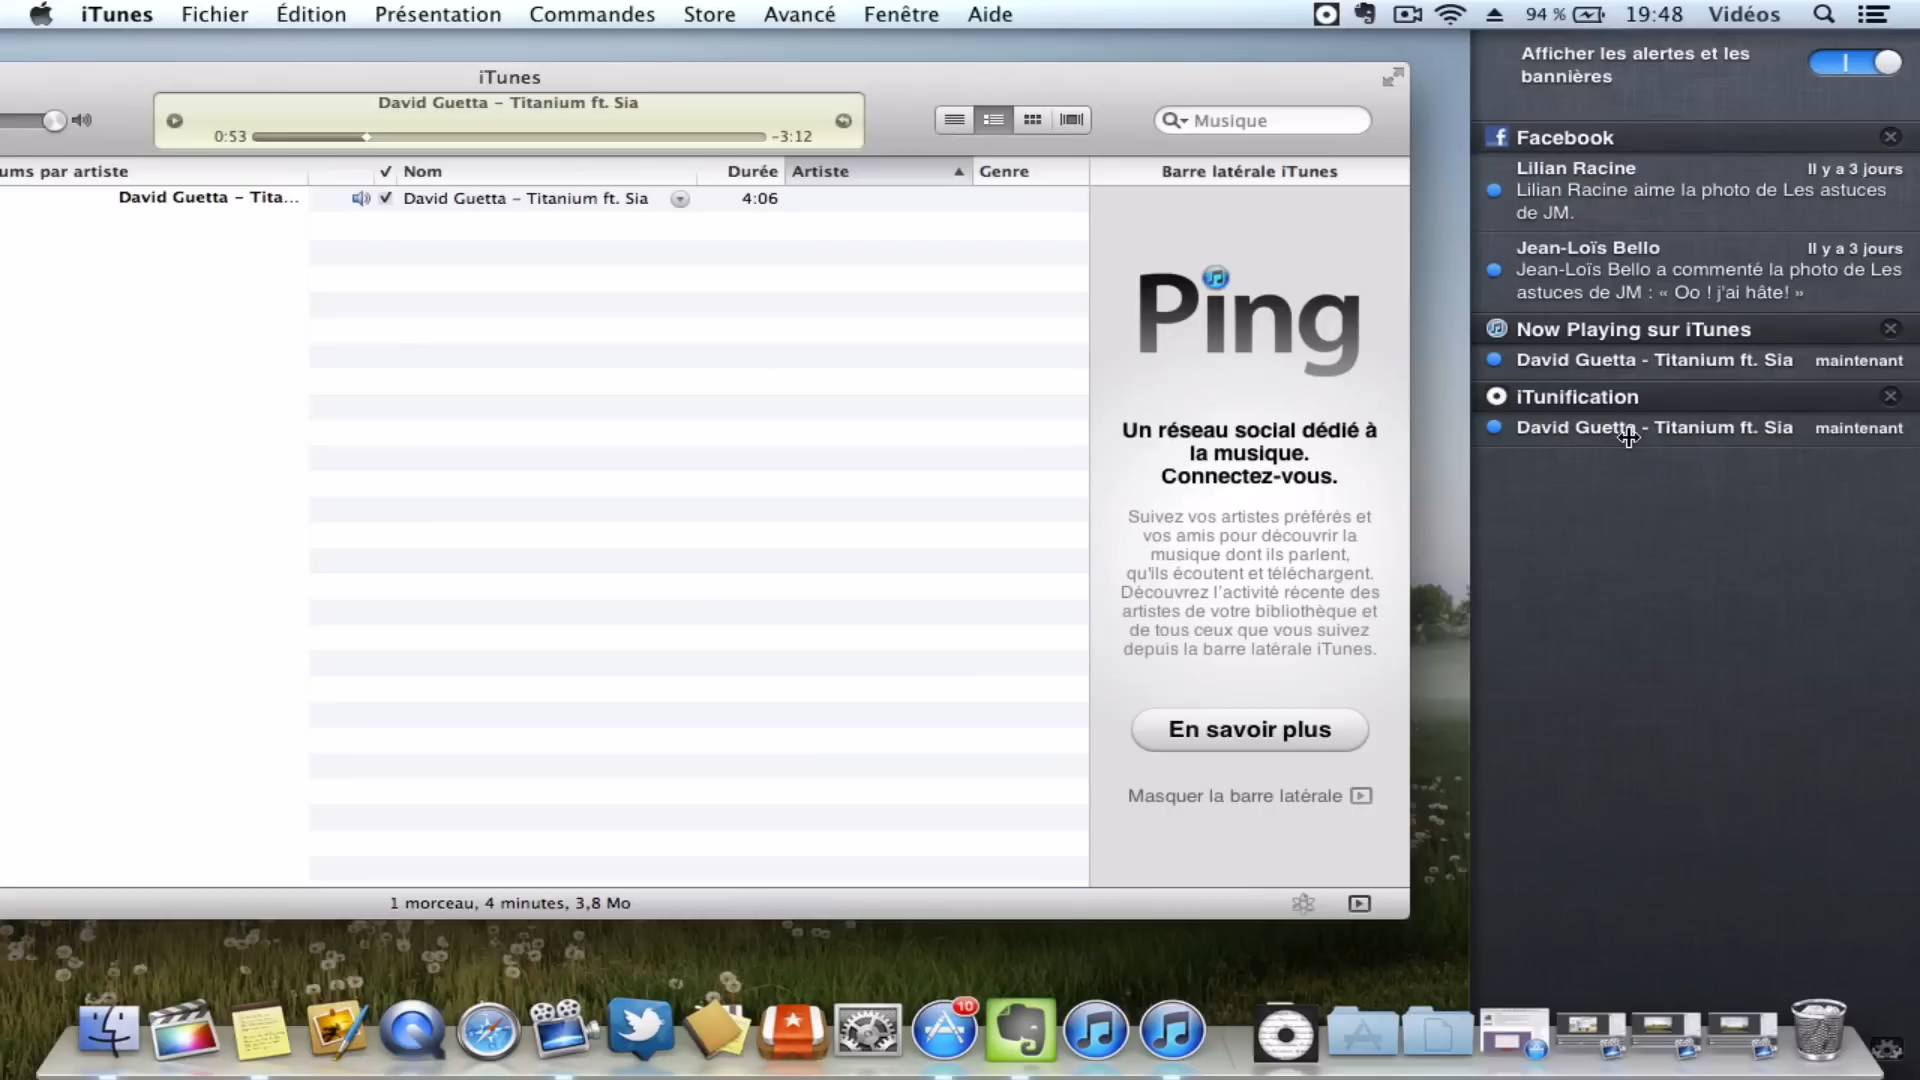 iTunes Fichier Édition Présentation Commandes Store Avancé Fenêtre Aide 94 % 19:48 Vidéos
iTunes
David Guetta – Titanium ft. Sia
0:53 -3:12
Musique
ums par artiste
✓ Nom Durée Artiste Genre
Barre latérale iTunes
David Guetta – Tita...
✓ David Guetta – Titanium ft. Sia 4:06
Ping
Un réseau social dédié à
la musique.
Connectez-vous.
Suivez vos artistes préférés et
vos amis pour découvrir la
musique dont ils parlent,
qu'ils écoutent et téléchargent.
Découvrez l'activité récente des
artistes de votre bibliothèque et
de tous ceux que vous suivez
depuis la barre latérale iTunes.
En savoir plus
Masquer la barre latérale
1 morceau, 4 minutes, 3,8 Mo
Afficher les alertes et les
bannières
Facebook
Lilian Racine Il y a 3 jours
Lilian Racine aime la photo de Les astuces
de JM.
Jean-Loïs Bello Il y a 3 jours
Jean-Loïs Bello a commenté la photo de Les
astuces de JM : « Oo ! j'ai hâte! »
Now Playing sur iTunes
David Guetta - Titanium ft. Sia maintenant
iTunification
David Guetta - Titanium ft. Sia maintenant
10